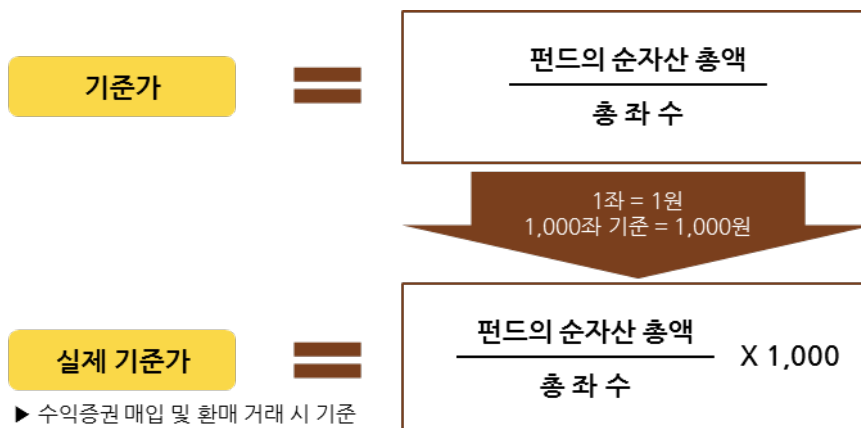 기준가
펀드의 순자산 총액
총 좌 수
1좌 = 1원
1,000좌 기준 = 1,000원
실제 기준가
펀드의 순자산 총액
총 좌 수
X 1,000
▶ 수익증권 매입 및 환매 거래 시 기준